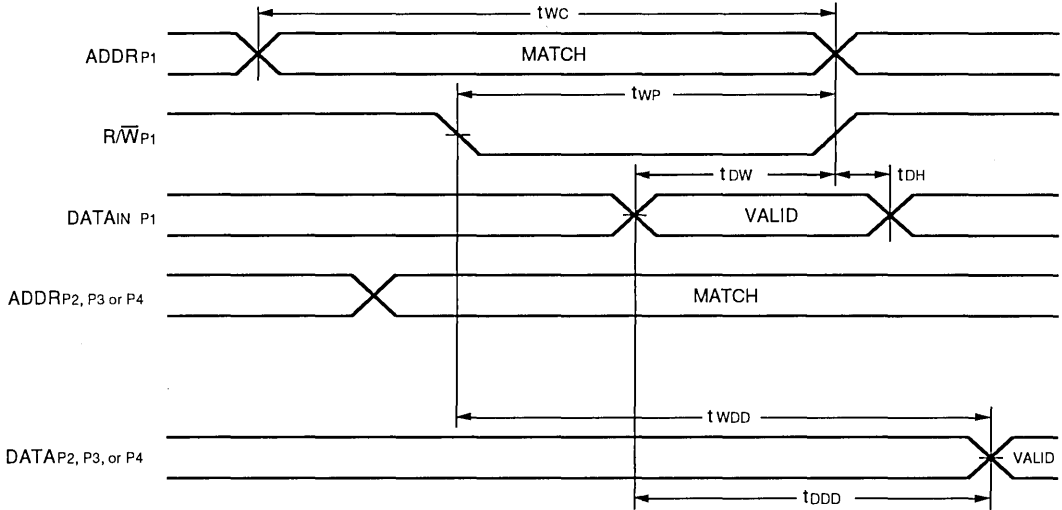 tWC
ADDRP1 MATCH
tWP
R/W̅P1
tDW tDH
DATAIN P1 VALID
ADDRP2, P3 or P4 MATCH
tWDD
DATAP2, P3, or P4 VALID
tDDD